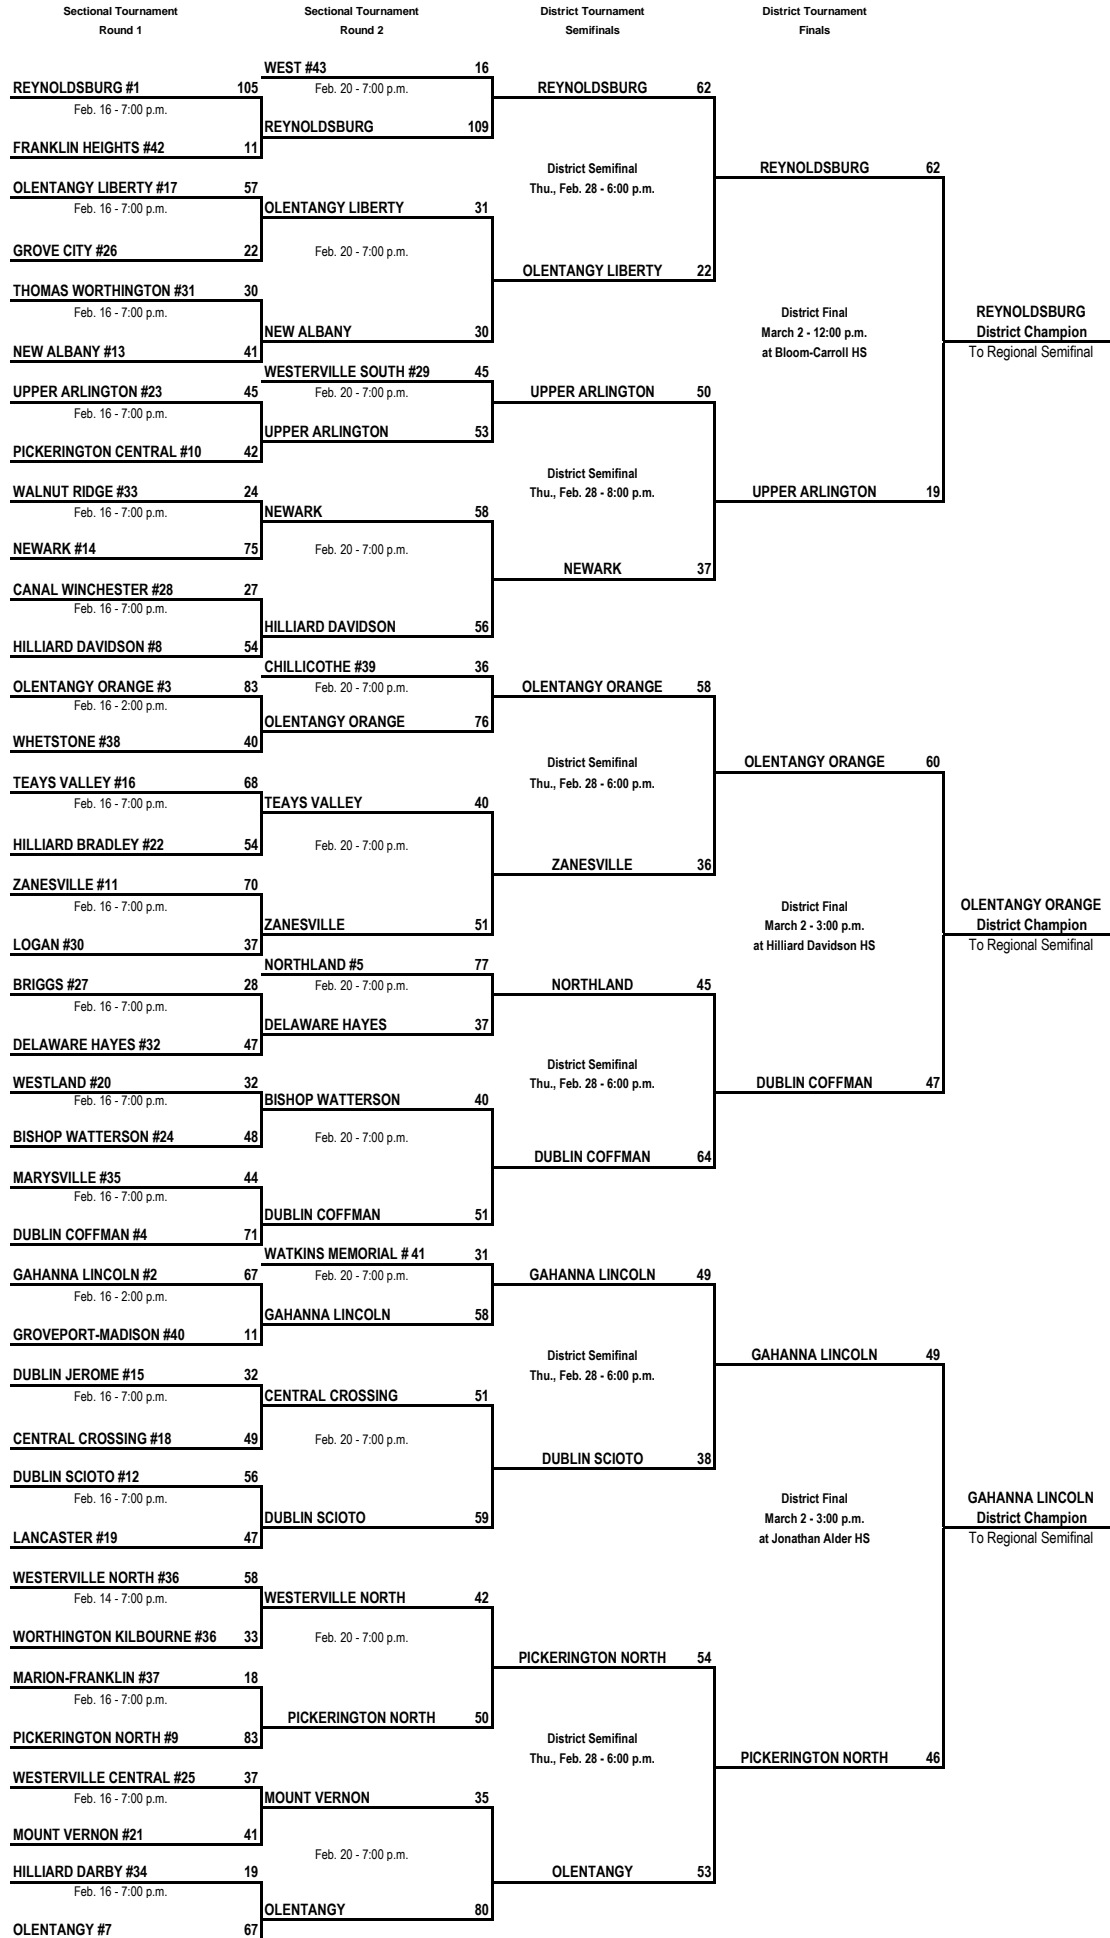 Sectional Tournament Sectional Tournament District Tournament District Tournament
Round 1 Round 2 Semifinals Finals
WEST #43 16
REYNOLDSBURG #1 105 Feb. 20 - 7:00 p.m. REYNOLDSBURG 62
Feb. 16 - 7:00 p.m.
REYNOLDSBURG 109
FRANKLIN HEIGHTS #42 11
District Semifinal REYNOLDSBURG 62
OLENTANGY LIBERTY #17 57 Thu., Feb. 28 - 6:00 p.m.
Feb. 16 - 7:00 p.m. OLENTANGY LIBERTY 31
GROVE CITY #26 22 Feb. 20 - 7:00 p.m.
OLENTANGY LIBERTY 22
THOMAS WORTHINGTON #31 30
Feb. 16 - 7:00 p.m. District Final REYNOLDSBURG
NEW ALBANY 30 March 2 - 12:00 p.m. District Champion
NEW ALBANY #13 41 at Bloom-Carroll HS To Regional Semifinal
WESTERVILLE SOUTH #29 45
UPPER ARLINGTON #23 45 Feb. 20 - 7:00 p.m. UPPER ARLINGTON 50
Feb. 16 - 7:00 p.m.
UPPER ARLINGTON 53
PICKERINGTON CENTRAL #10 42
District Semifinal
WALNUT RIDGE #33 24 Thu., Feb. 28 - 8:00 p.m. UPPER ARLINGTON 19
Feb. 16 - 7:00 p.m. NEWARK 58
NEWARK #14 75 Feb. 20 - 7:00 p.m.
NEWARK 37
CANAL WINCHESTER #28 27
Feb. 16 - 7:00 p.m.
HILLIARD DAVIDSON 56
HILLIARD DAVIDSON #8 54
CHILLICOTHE #39 36
OLENTANGY ORANGE #3 83 Feb. 20 - 7:00 p.m. OLENTANGY ORANGE 58
Feb. 16 - 2:00 p.m.
OLENTANGY ORANGE 76
WHETSTONE #38 40
District Semifinal OLENTANGY ORANGE 60
TEAYS VALLEY #16 68 Thu., Feb. 28 - 6:00 p.m.
Feb. 16 - 7:00 p.m. TEAYS VALLEY 40
HILLIARD BRADLEY #22 54 Feb. 20 - 7:00 p.m.
ZANESVILLE 36
ZANESVILLE #11 70
Feb. 16 - 7:00 p.m. District Final OLENTANGY ORANGE
ZANESVILLE 51 March 2 - 3:00 p.m. District Champion
LOGAN #30 37 at Hilliard Davidson HS To Regional Semifinal
NORTHLAND #5 77
BRIGGS #27 28 Feb. 20 - 7:00 p.m. NORTHLAND 45
Feb. 16 - 7:00 p.m.
DELAWARE HAYES 37
DELAWARE HAYES #32 47
District Semifinal
WESTLAND #20 32 Thu., Feb. 28 - 6:00 p.m. DUBLIN COFFMAN 47
Feb. 16 - 7:00 p.m. BISHOP WATTERSON 40
BISHOP WATTERSON #24 48 Feb. 20 - 7:00 p.m.
DUBLIN COFFMAN 64
MARYSVILLE #35 44
Feb. 16 - 7:00 p.m.
DUBLIN COFFMAN 51
DUBLIN COFFMAN #4 71
WATKINS MEMORIAL # 41 31
GAHANNA LINCOLN #2 67 Feb. 20 - 7:00 p.m. GAHANNA LINCOLN 49
Feb. 16 - 2:00 p.m.
GAHANNA LINCOLN 58
GROVEPORT-MADISON #40 11
District Semifinal GAHANNA LINCOLN 49
DUBLIN JEROME #15 32 Thu., Feb. 28 - 6:00 p.m.
Feb. 16 - 7:00 p.m. CENTRAL CROSSING 51
CENTRAL CROSSING #18 49 Feb. 20 - 7:00 p.m.
DUBLIN SCIOTO 38
DUBLIN SCIOTO #12 56
Feb. 16 - 7:00 p.m. District Final GAHANNA LINCOLN
DUBLIN SCIOTO 59 March 2 - 3:00 p.m. District Champion
LANCASTER #19 47 at Jonathan Alder HS To Regional Semifinal
WESTERVILLE NORTH #36 58
Feb. 14 - 7:00 p.m. WESTERVILLE NORTH 42
WORTHINGTON KILBOURNE #36 33 Feb. 20 - 7:00 p.m.
PICKERINGTON NORTH 54
MARION-FRANKLIN #37 18
Feb. 16 - 7:00 p.m.
PICKERINGTON NORTH 50
PICKERINGTON NORTH #9 83 District Semifinal
Thu., Feb. 28 - 6:00 p.m. PICKERINGTON NORTH 46
WESTERVILLE CENTRAL #25 37
Feb. 16 - 7:00 p.m. MOUNT VERNON 35
MOUNT VERNON #21 41
Feb. 20 - 7:00 p.m.
HILLIARD DARBY #34 19 OLENTANGY 53
Feb. 16 - 7:00 p.m.
OLENTANGY 80
OLENTANGY #7 67